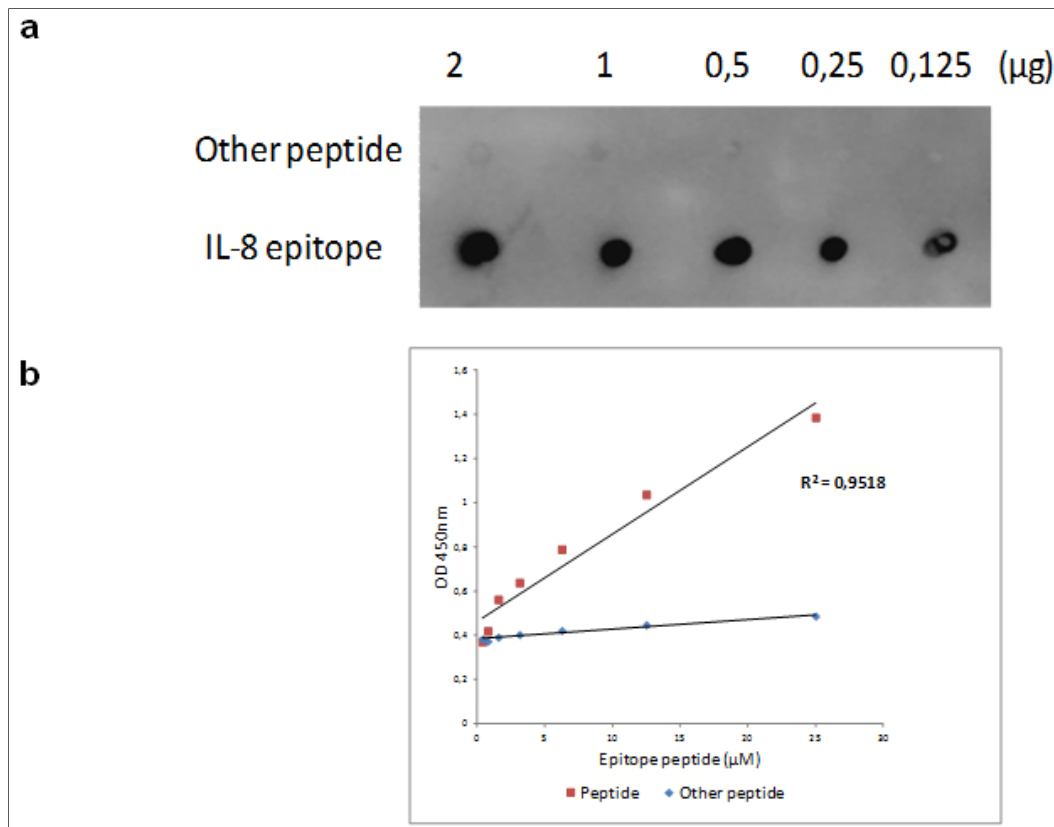 a
2 1 0,5 0,25 0,125 (µg)
Other peptide
IL-8 epitope
b
1,6
1,4
1,2
1
0,8
0,6
0,4
0,2
0
OD 450nm
R² = 0,9518
0 5 10 15 20 25 30
Epitope peptide (µM)
Peptide Other peptide